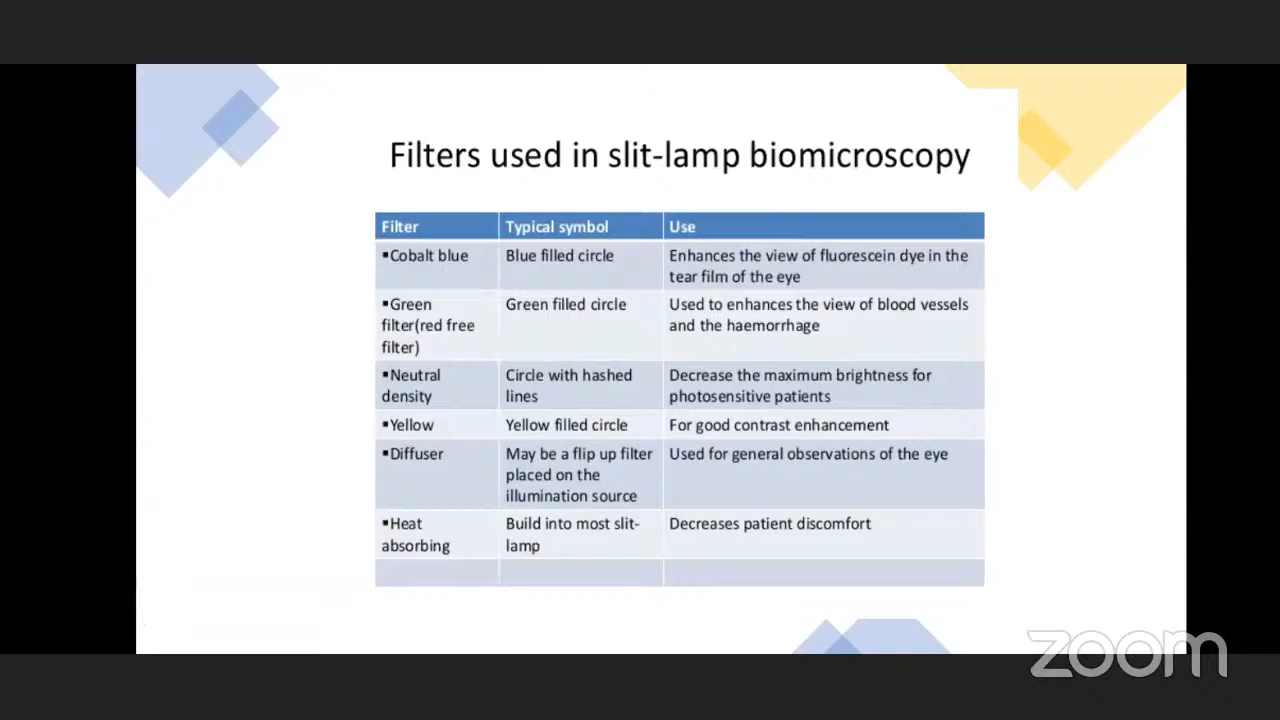 Filters used in slit-lamp biomicroscopy
Filter Typical symbol Use
▪Cobalt blue Blue filled circle Enhances the view of fluorescein dye in the
tear film of the eye
▪Green Green filled circle Used to enhances the view of blood vessels
filter(red free and the haemorrhage
filter)
▪Neutral Circle with hashed Decrease the maximum brightness for
density lines photosensitive patients
▪Yellow Yellow filled circle For good contrast enhancement
▪Diffuser May be a flip up filter Used for general observations of the eye
placed on the
illumination source
▪Heat Build into most slit- Decreases patient discomfort
absorbing lamp
zoom